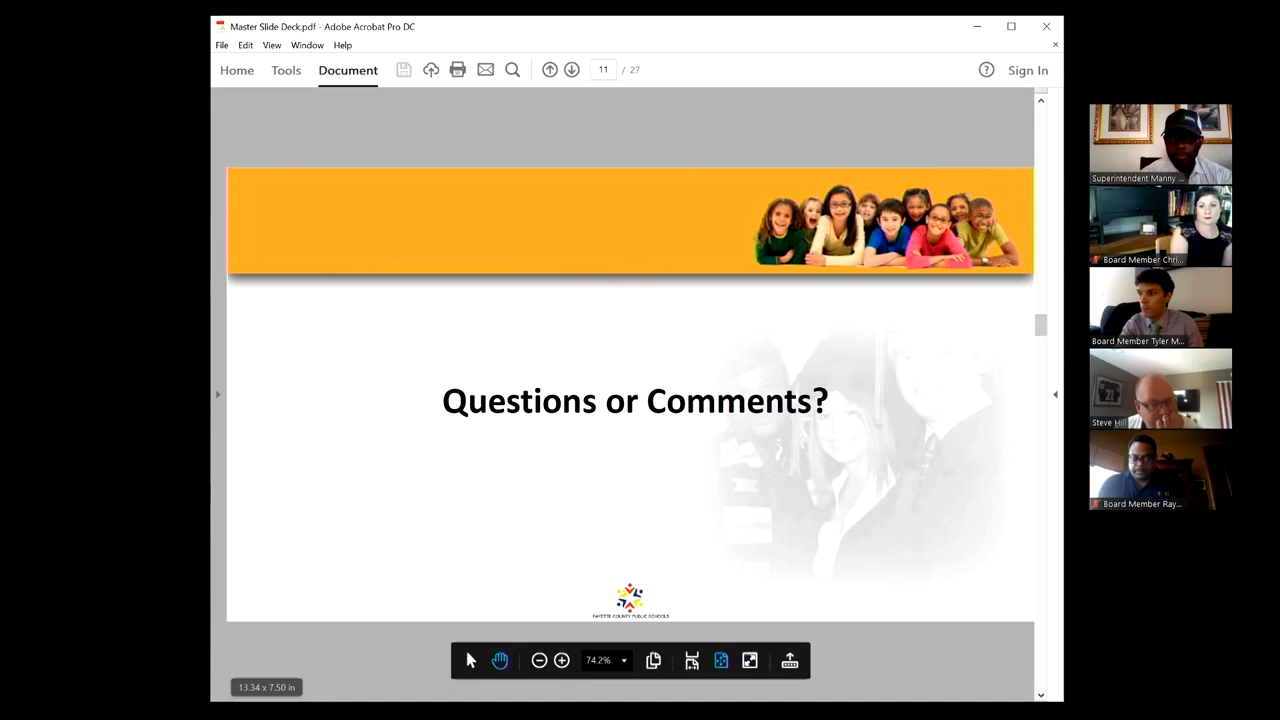 Master Slide Deck.pdf - Adobe Acrobat Pro DC
File Edit View Window Help
Home Tools Document 11 / 27 Sign In
Questions or Comments?
FAYETTE COUNTY PUBLIC SCHOOLS
74.2%
13.34 x 7.50 in
Superintendent Manny ...
Board Member Chri...
Board Member Tyler M...
21
Steve Hill
Board Member Ray...